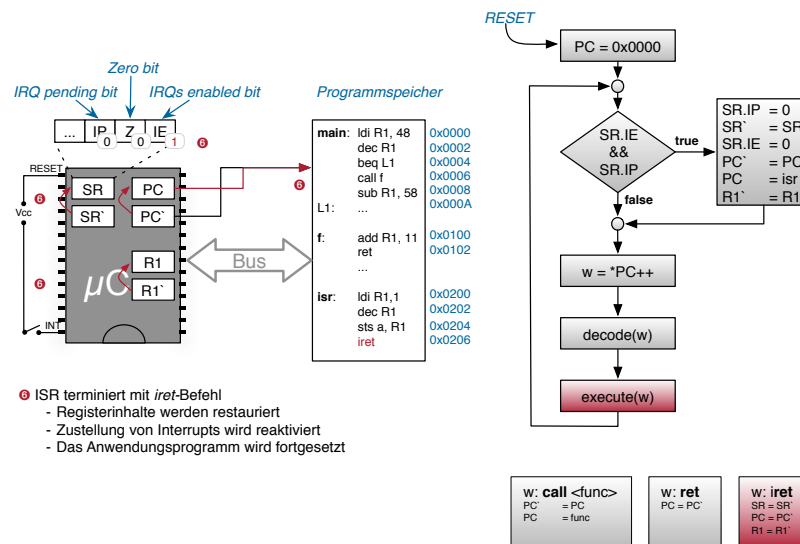 RESET
PC = 0x0000
Zero bit
IRQ pending bit
IRQs enabled bit
Programmspeicher
... IP Z IE
0 0 1 ❻
main: ldi R1, 48 0x0000
dec R1 0x0002
beq L1 0x0004
call f 0x0006
sub R1, 58 0x0008
L1: ... 0x000A
f: add R1, 11 0x0100
ret 0x0102
...
isr: ldi R1,1 0x0200
dec R1 0x0202
sts a, R1 0x0204
iret 0x0206
RESET
Vcc
INT
❻
❻
❻
SR
SR`
PC
PC`
R1
R1`
µC
Bus
SR.IE
&&
SR.IP
true
false
SR.IP = 0
SR` = SR
SR.IE = 0
PC` = PC
PC = isr
R1` = R1
w = *PC++
decode(w)
execute(w)
❻ ISR terminiert mit iret-Befehl
- Registerinhalte werden restauriert
- Zustellung von Interrupts wird reaktiviert
- Das Anwendungsprogramm wird fortgesetzt
w: call <func>
PC` = PC
PC = func
w: ret
PC = PC`
w: iret
SR = SR`
PC = PC`
R1 = R1`